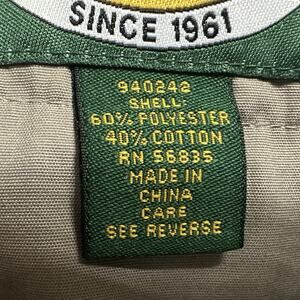 SINCE 1961
940242
SHELL:
60% POLYESTER
40% COTTON
RN 56835
MADE IN
CHINA
CARE
SEE REVERSE